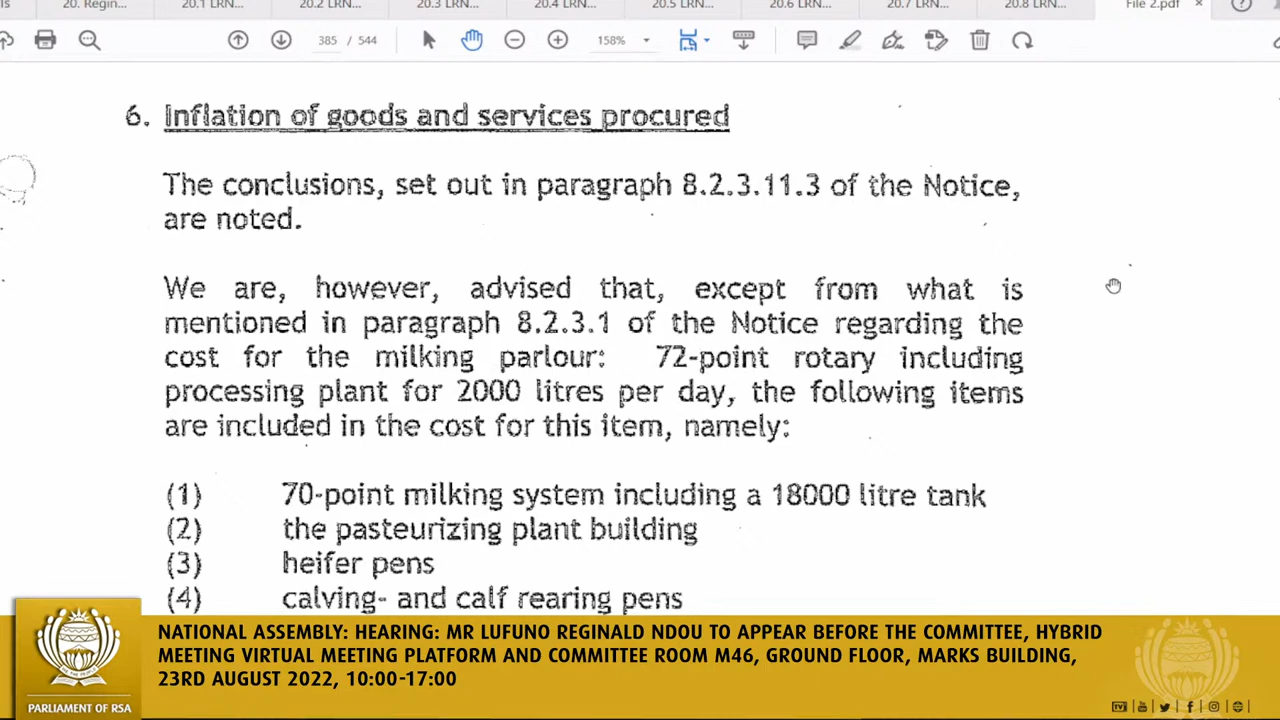 20. Regin...
20.1 LRN...
20.2 LRN...
20.3 LRN...
20.4 LRN...
20.5 LRN...
20.6 LRN...
20.7 LRN...
20.8 LRN...
File 2.pdf
385 / 544
158%
6. Inflation of goods and services procured
The conclusions, set out in paragraph 8.2.3.11.3 of the Notice,
are noted.
We are, however, advised that, except from what is
mentioned in paragraph 8.2.3.1 of the Notice regarding the
cost for the milking parlour: 72-point rotary including
processing plant for 2000 litres per day, the following items
are included in the cost for this item, namely:
(1) 70-point milking system including a 18000 litre tank
(2) the pasteurizing plant building
(3) heifer pens
(4) calving- and calf rearing pens
NATIONAL ASSEMBLY: HEARING: MR LUFUNO REGINALD NDOU TO APPEAR BEFORE THE COMMITTEE, HYBRID
MEETING VIRTUAL MEETING PLATFORM AND COMMITTEE ROOM M46, GROUND FLOOR, MARKS BUILDING,
23RD AUGUST 2022, 10:00-17:00
PARLIAMENT OF RSA